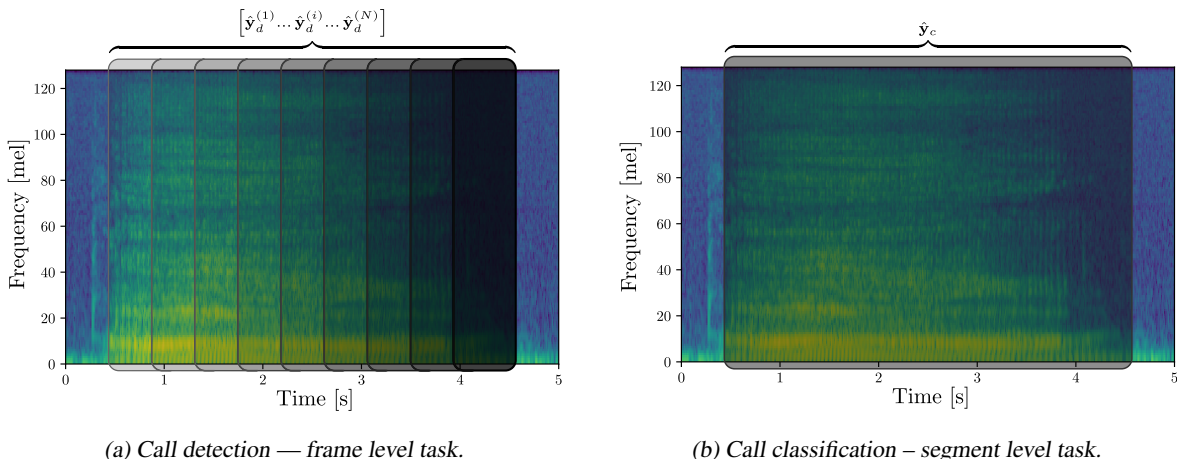 [ŷ_d^(1) ... ŷ_d^(i) ... ŷ_d^(N)]
Frequency [mel]
120
100
80
60
40
20
0
0 1 2 3 4 5
Time [s]
(a) Call detection — frame level task.
ŷ_c
Frequency [mel]
120
100
80
60
40
20
0
0 1 2 3 4 5
Time [s]
(b) Call classification – segment level task.